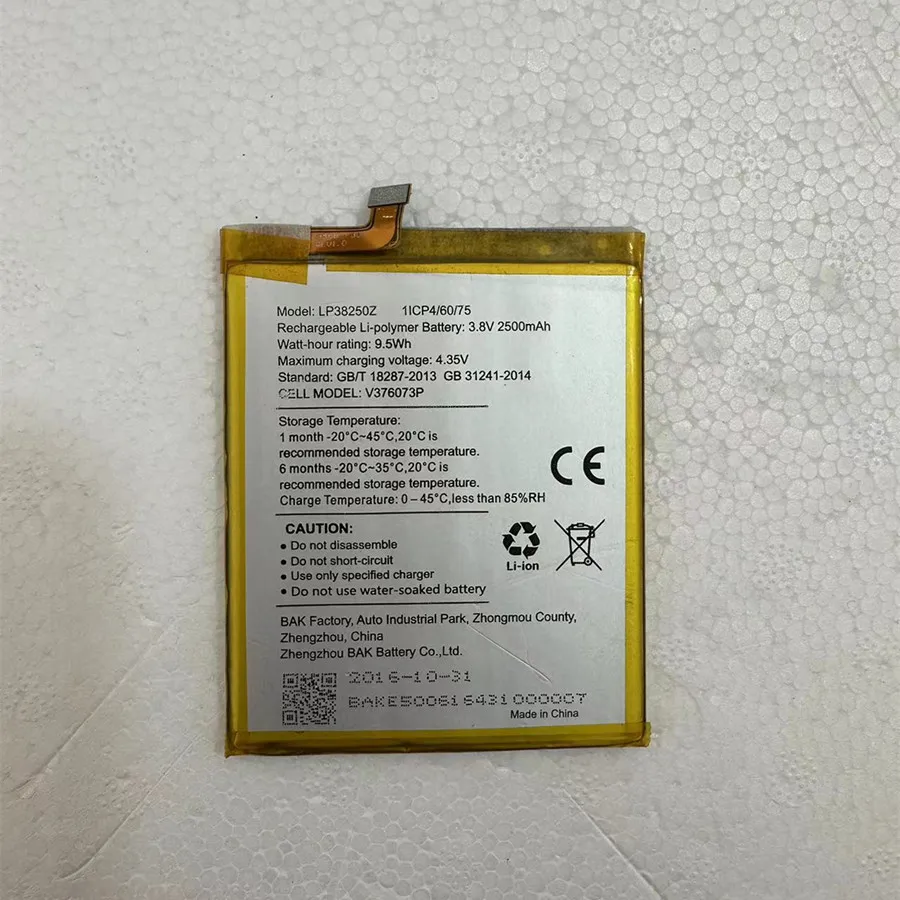 REV1.0
Model: LP38250Z 1ICP4/60/75
Rechargeable Li-polymer Battery: 3.8V 2500mAh
Watt-hour rating: 9.5Wh
Maximum charging voltage: 4.35V
Standard: GB/T 18287-2013 GB 31241-2014
CELL MODEL: V376073P
Storage Temperature:
1 month -20°C~45°C,20°C is
recommended storage temperature.
6 months -20°C~35°C,20°C is
recommended storage temperature.
Charge Temperature: 0 – 45°C,less than 85%RH
CE
CAUTION:
• Do not disassemble
• Do not short-circuit
• Use only specified charger
• Do not use water-soaked battery
Li-ion
BAK Factory, Auto Industrial Park, Zhongmou County,
Zhengzhou, China
Zhengzhou BAK Battery Co.,Ltd.
2016-10-31
BAKE5006i6431000007
Made in China